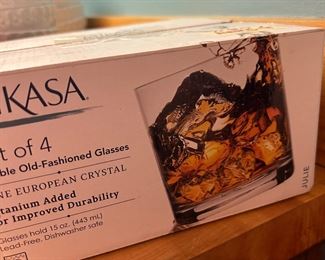 IKASA®
t of 4
ble Old-Fashioned Glasses
NE EUROPEAN CRYSTAL
itanium Added
or Improved Durability
Glasses hold 15 oz. (443 mL)
Lead-Free, Dishwasher safe
JULIE